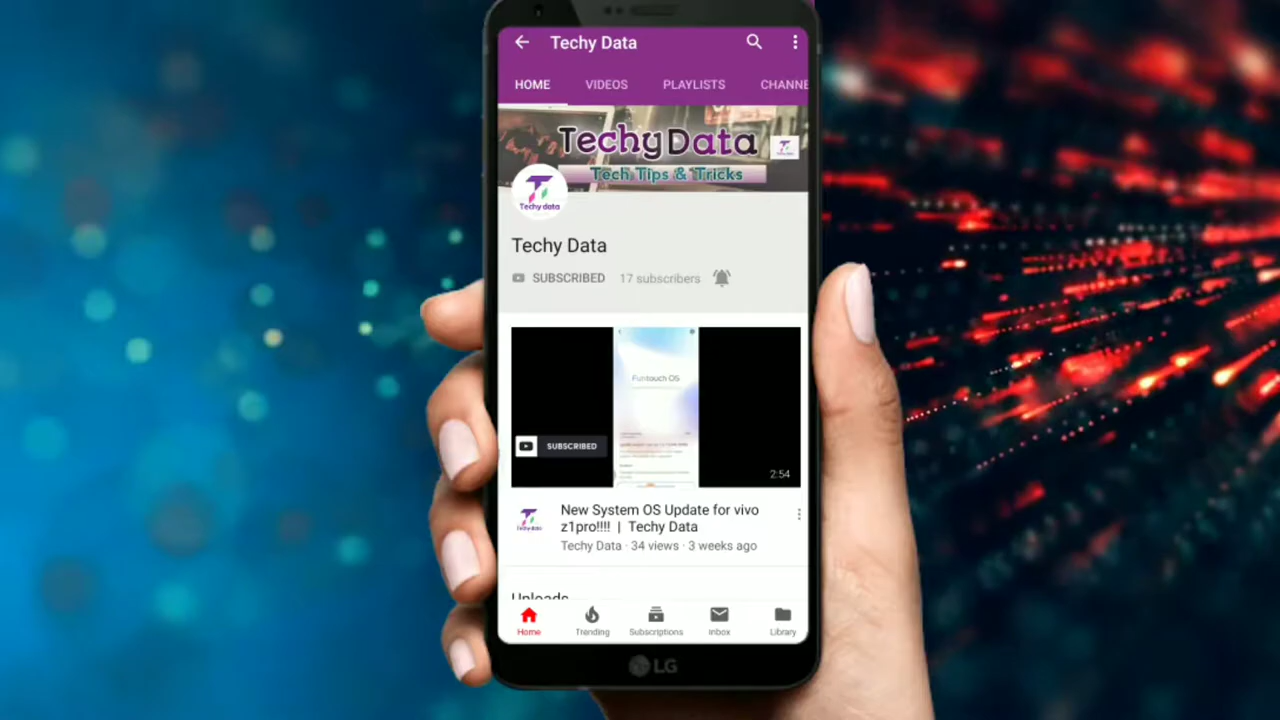 Techy Data
HOME VIDEOS PLAYLISTS CHANNE
Techy Data
Tech Tips & Tricks
Techy data
Techy Data
SUBSCRIBED 17 subscribers
Funtouch OS
SUBSCRIBED
2:54
New System OS Update for vivo
z1pro!!!! | Techy Data
Techy Data · 34 views · 3 weeks ago
Uploads
Home Trending Subscriptions Inbox Library
LG